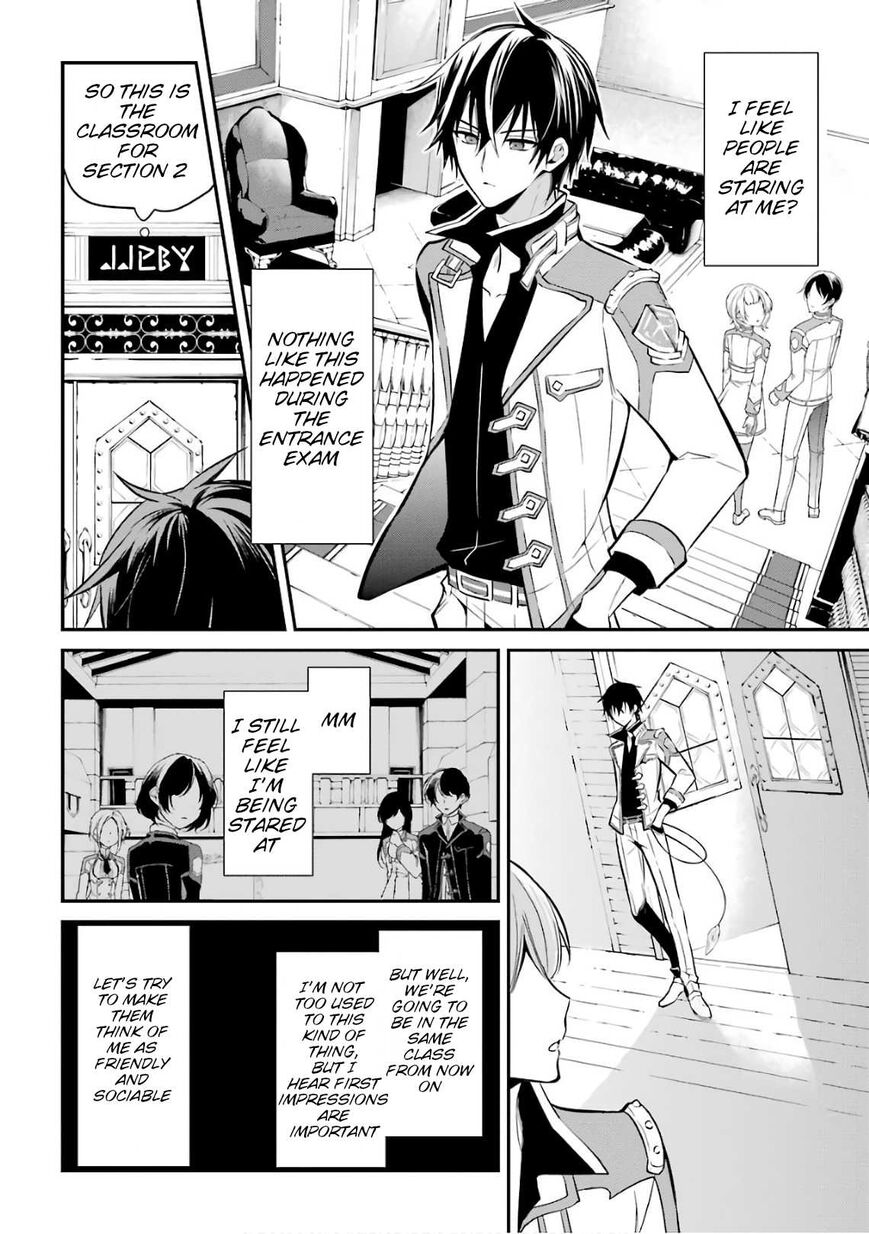 I FEEL
LIKE
PEOPLE
ARE
STARING
AT ME?
NOTHING
LIKE THIS
HAPPENED
DURING
THE
ENTRANCE
EXAM
SO THIS IS
THE
CLASSROOM
FOR
SECTION 2
MM
I STILL
FEEL
LIKE
I'M
BEING
STARED
AT
BUT WELL,
WE'RE
GOING TO
BE IN THE
SAME
CLASS
FROM NOW
ON
I'M NOT
TOO USED
TO THIS
KIND OF
THING,
BUT I
HEAR FIRST
IMPRESSIONS
ARE
IMPORTANT
LET'S TRY
TO MAKE
THEM
THINK OF
ME AS
FRIENDLY
AND
SOCIABLE